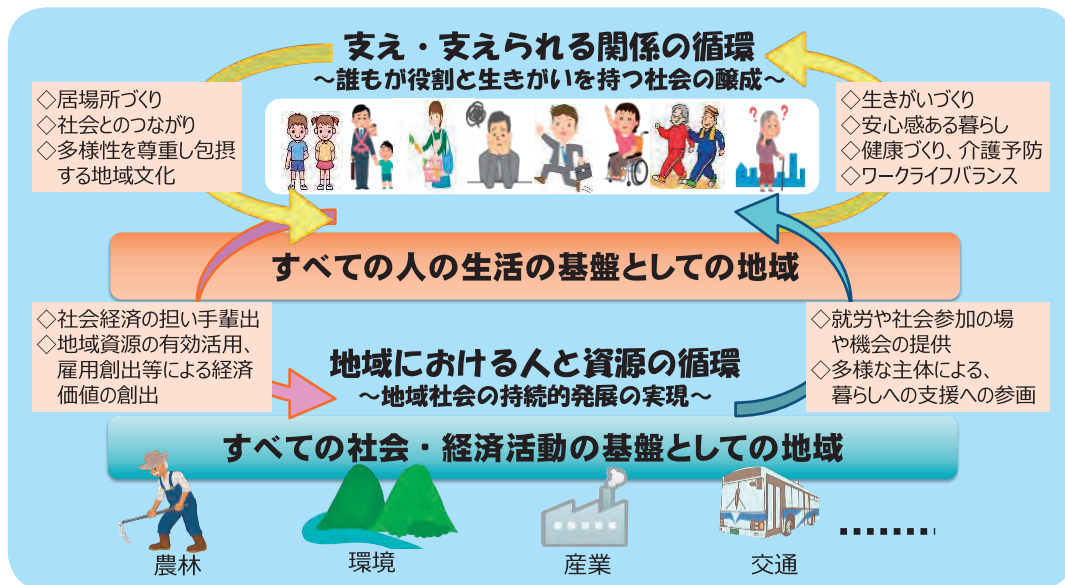 支え・支えられる関係の循環
～誰もが役割と生きがいを持つ社会の醸成～
◇居場所づくり
◇社会とのつながり
◇多様性を尊重し包摂
する地域文化
◇生きがいづくり
◇安心感ある暮らし
◇健康づくり、介護予防
◇ワークライフバランス
? ?
すべての人の生活の基盤としての地域
◇社会経済の担い手輩出
◇地域資源の有効活用、
雇用創出等による経済
価値の創出
地域における人と資源の循環
～地域社会の持続的発展の実現～
◇就労や社会参加の場
や機会の提供
◇多様な主体による、
暮らしへの支援への参画
すべての社会・経済活動の基盤としての地域
農林
環境
産業
交通